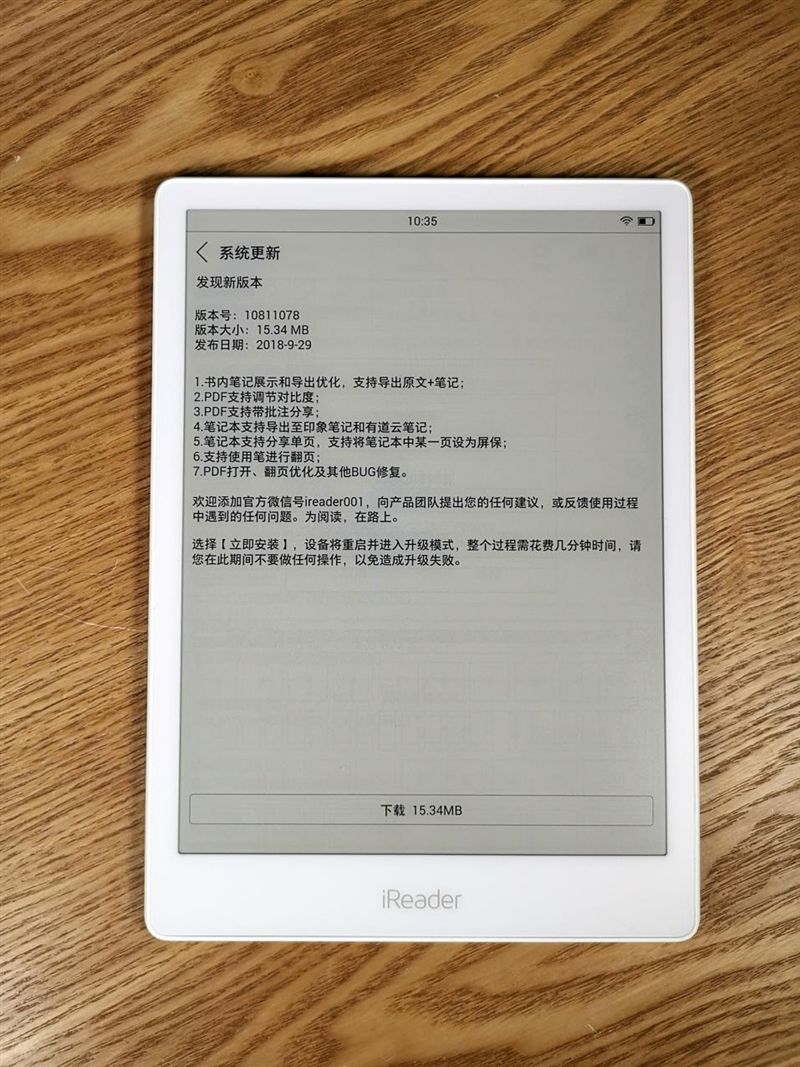 10:35
系统更新
发现新版本
版本号：10811078
版本大小：15.34 MB
发布日期：2018-9-29
1.书内笔记展示和导出优化，支持导出原文+笔记；
2.PDF支持调节对比度；
3.PDF支持带批注分享；
4.笔记本支持导出至印象笔记和有道云笔记；
5.笔记本支持分享单页，支持将笔记本中某一页设为屏保；
6.支持使用笔进行翻页；
7.PDF打开、翻页优化及其他BUG修复。
欢迎添加官方微信号ireader001，向产品团队提出您的任何建议，或反馈使用过程
中遇到的任何问题。为阅读，在路上。
选择【立即安装】，设备将重启并进入升级模式，整个过程需花费几分钟时间，请
您在此期间不要做任何操作，以免造成升级失败。
下载 15.34MB
iReader